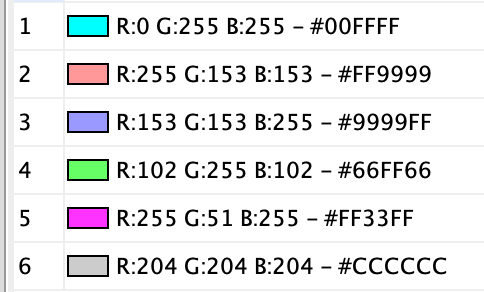 1 R:0 G:255 B:255 – #00FFFF
2 R:255 G:153 B:153 – #FF9999
3 R:153 G:153 B:255 – #9999FF
4 R:102 G:255 B:102 – #66FF66
5 R:255 G:51 B:255 – #FF33FF
6 R:204 G:204 B:204 – #CCCCCC